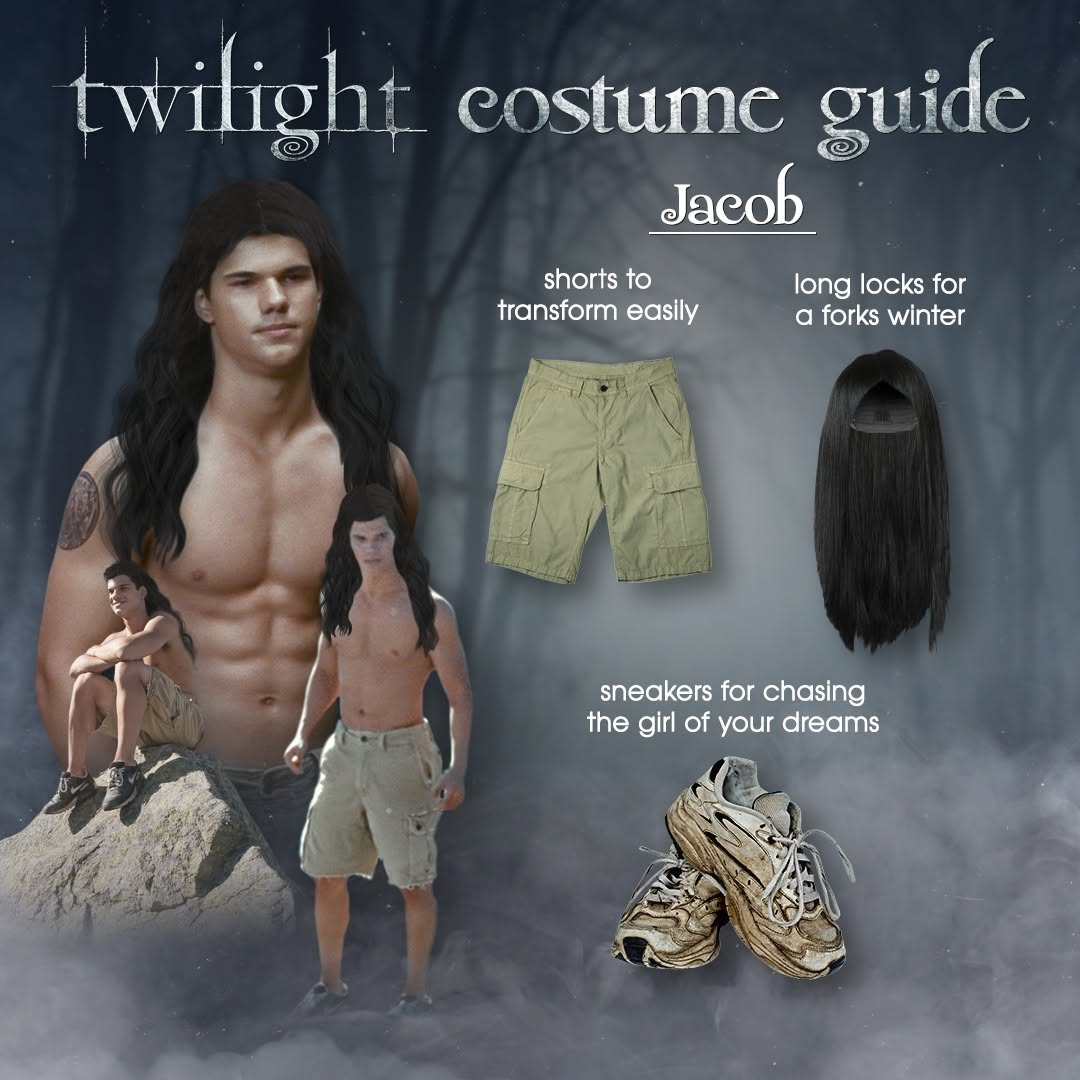 twilight costume guide
Jacob
shorts to
transform easily
long locks for
a forks winter
sneakers for chasing
the girl of your dreams